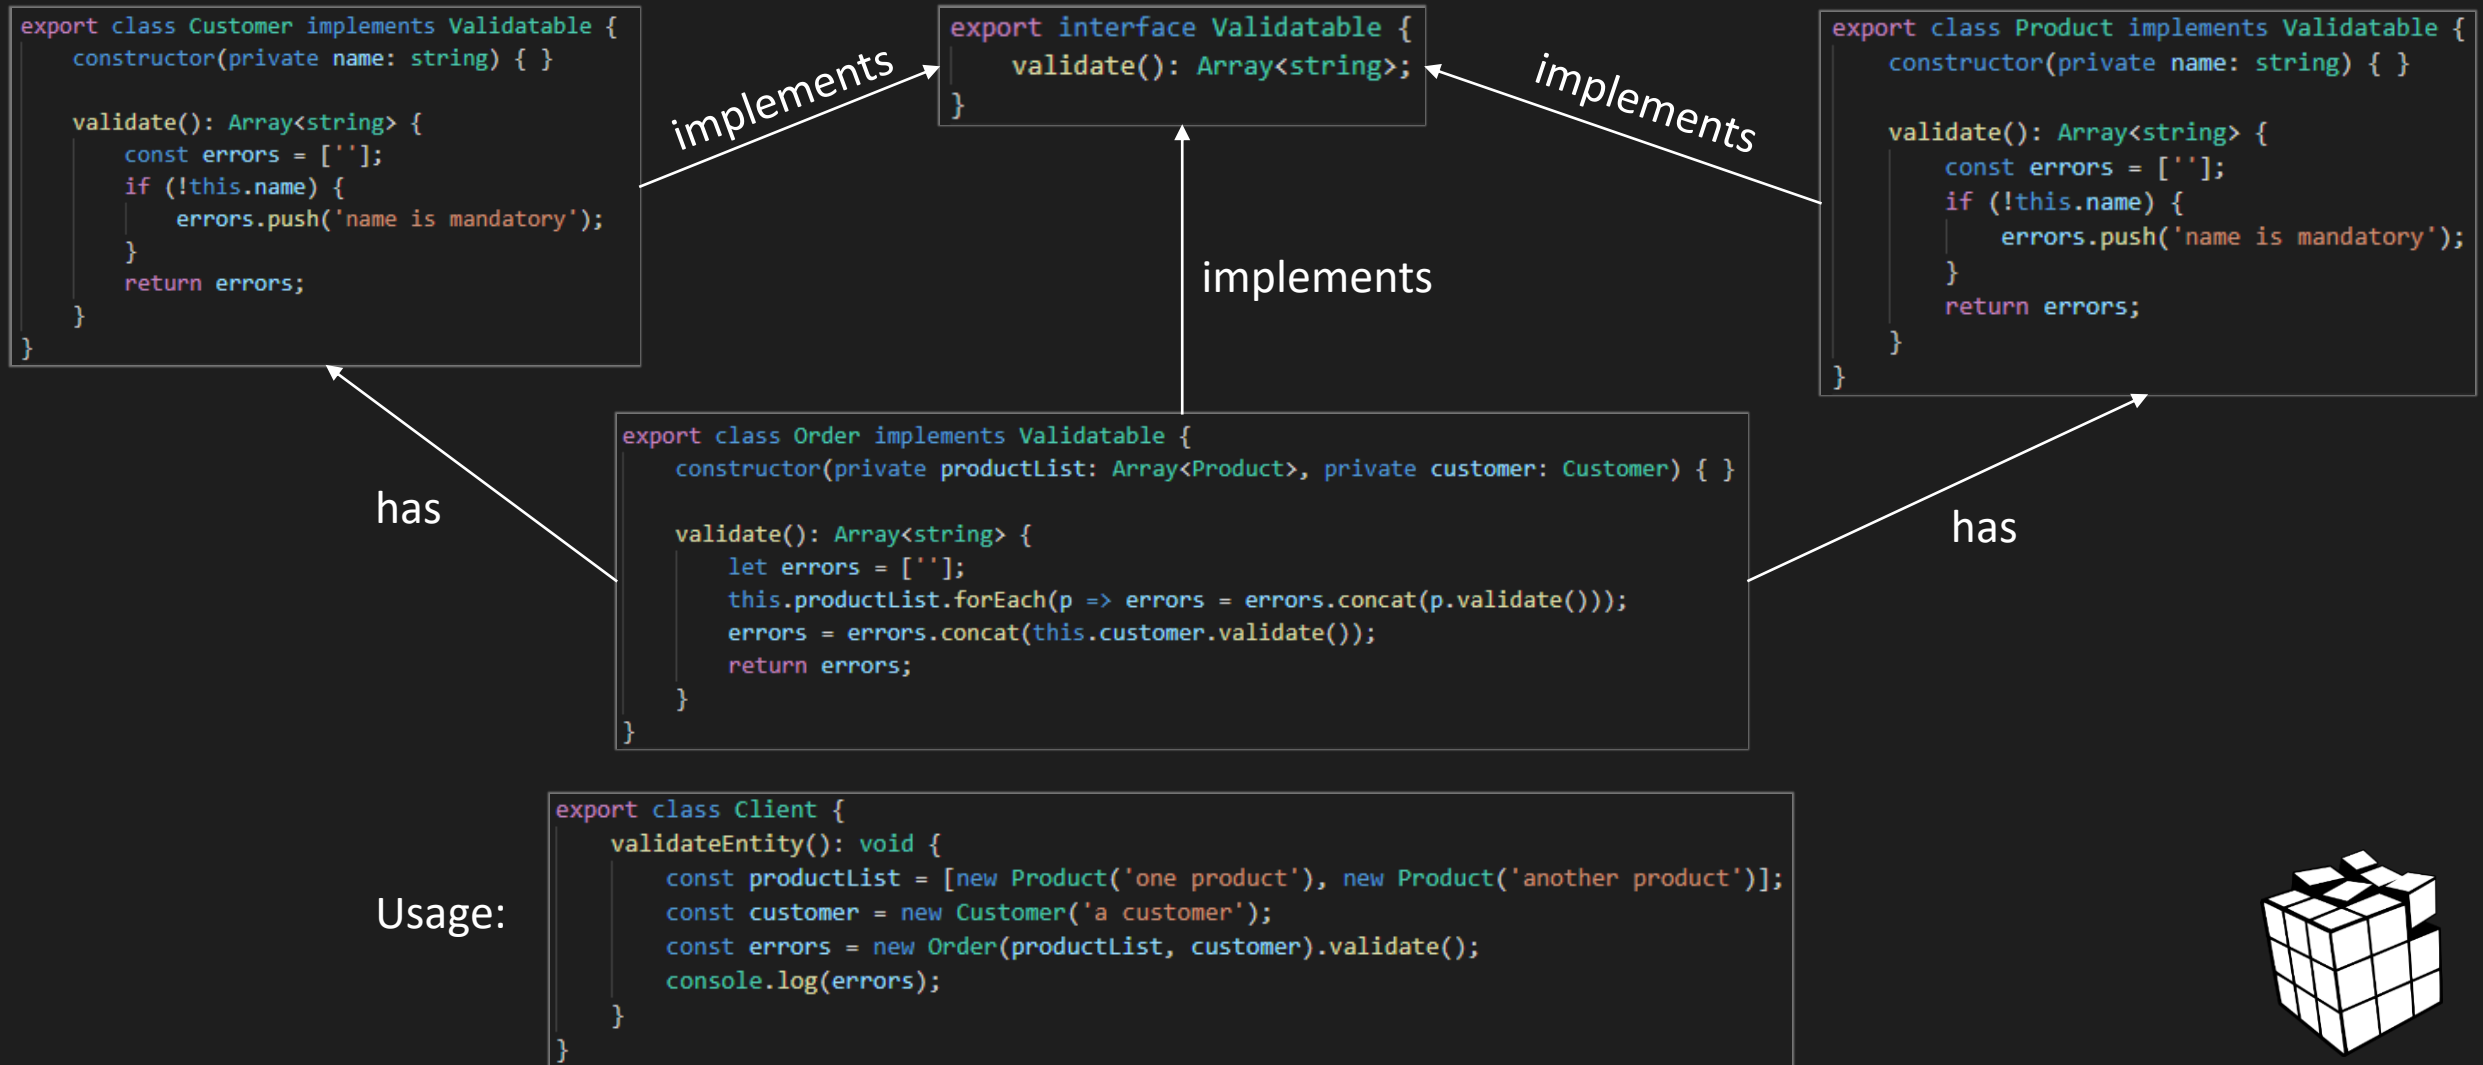 export class Customer implements Validatable {
    constructor(private name: string) { }
    validate(): Array<string> {
        const errors = [''];
        if (!this.name) {
            errors.push('name is mandatory');
        }
        return errors;
    }
}
implements
export interface Validatable {
    validate(): Array<string>;
}
implements
export class Product implements Validatable {
    constructor(private name: string) { }
    validate(): Array<string> {
        const errors = [''];
        if (!this.name) {
            errors.push('name is mandatory');
        }
        return errors;
    }
}
implements
has
export class Order implements Validatable {
    constructor(private productList: Array<Product>, private customer: Customer) { }
    validate(): Array<string> {
        let errors = [''];
        this.productList.forEach(p => errors = errors.concat(p.validate()));
        errors = errors.concat(this.customer.validate());
        return errors;
    }
}
has
Usage:
export class Client {
    validateEntity(): void {
        const productList = [new Product('one product'), new Product('another product')];
        const customer = new Customer('a customer');
        const errors = new Order(productList, customer).validate();
        console.log(errors);
    }
}